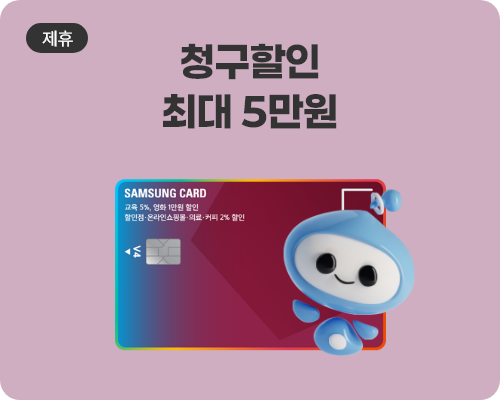 제휴
청구할인
최대 5만원
SAMSUNG CARD
교육 5%, 영화 1만원 할인
할인점·온라인쇼핑몰·의료·커피 2% 할인
V4